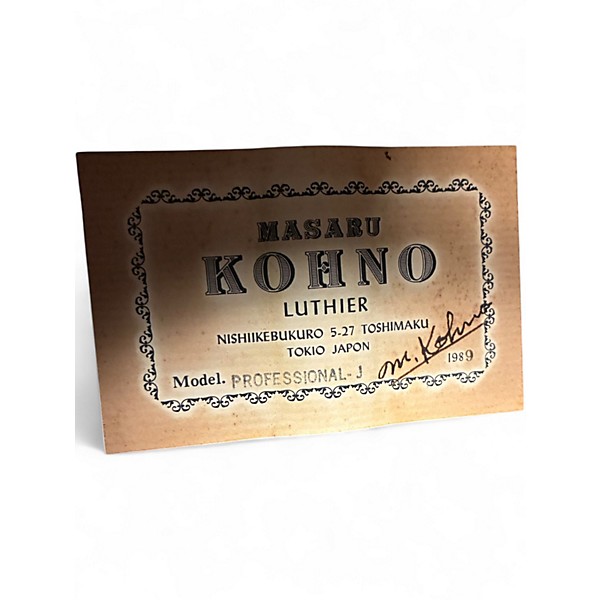 MASARU
KOHNO
LUTHIER
NISHIIKEBUKURO 5-27 TOSHIMAKU
TOKIO JAPON
Model. PROFESSIONAL-J
M. Kohno
1989